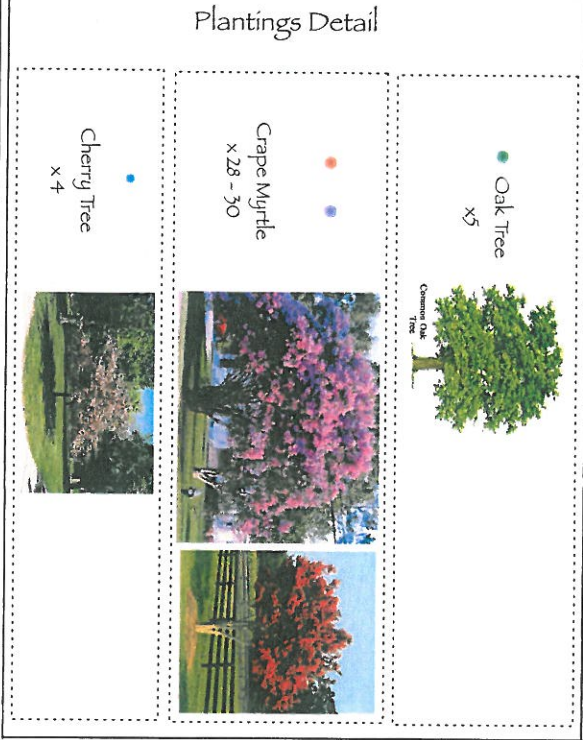 Plantings Detail
Oak Tree
x5
Common Oak
Tree
Crape Myrtle
x 28 - 30
Cherry Tree
x 4